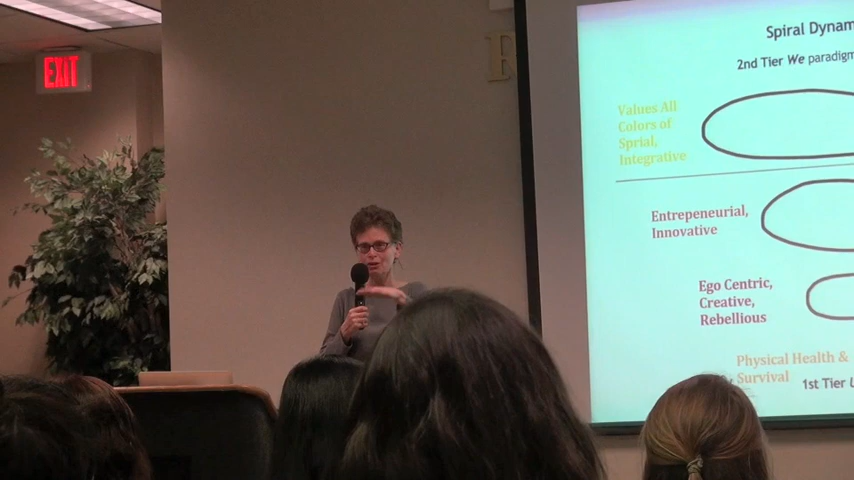 EXIT
R
Spiral Dynam
2nd Tier We paradigm
Values All
Colors of
Sprial,
Integrative
Entrepeneurial,
Innovative
Ego Centric,
Creative,
Rebellious
Physical Health &
Survival
1st Tier